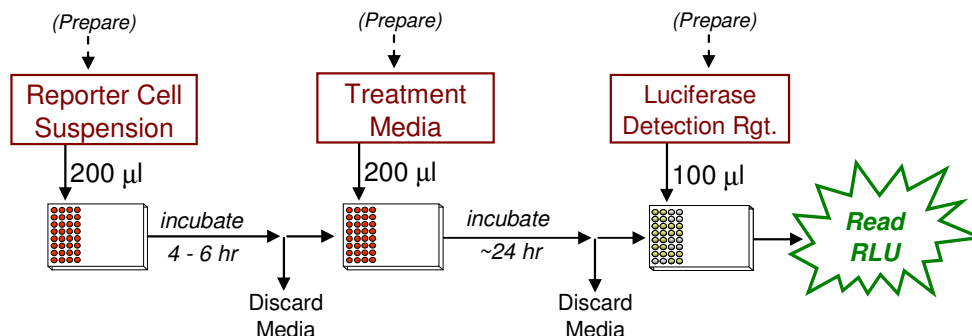 (Prepare)
(Prepare)
(Prepare)
Reporter Cell
Suspension
Treatment
Media
Luciferase
Detection Rgt.
200 µl
200 µl
100 µl
incubate
4 - 6 hr
incubate
~24 hr
Read
RLU
Discard
Media
Discard
Media